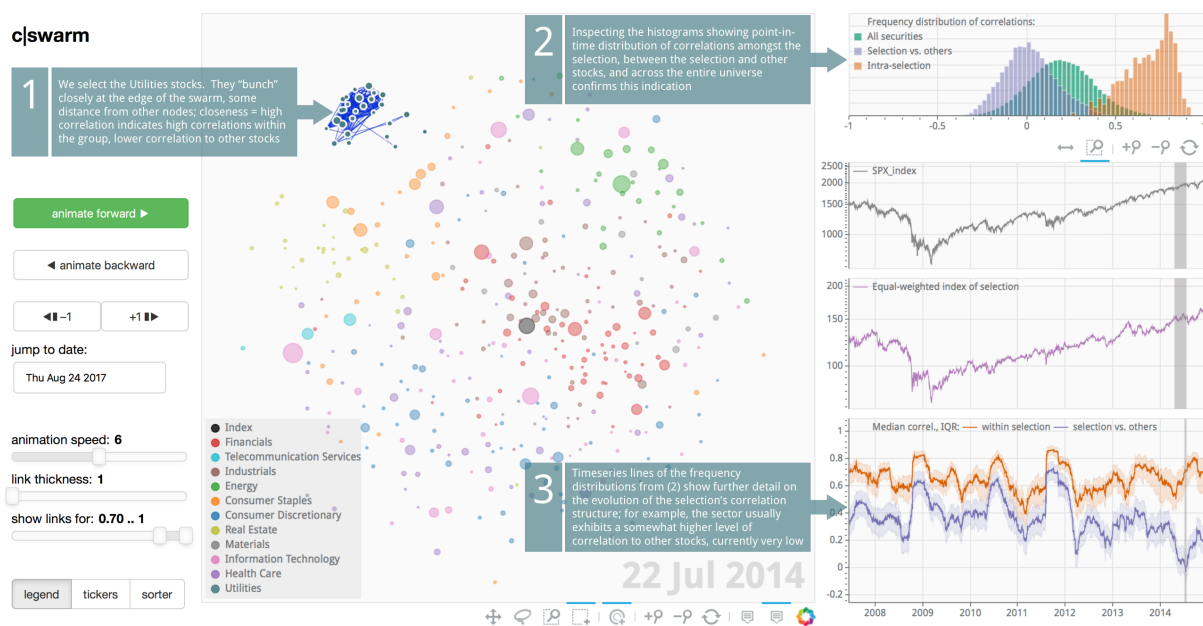 c|swarm
1
We select the Utilities stocks. They “bunch”
closely at the edge of the swarm, some
distance from other nodes; closeness = high
correlation indicates high correlations within
the group, lower correlation to other stocks
2
Inspecting the histograms showing point-in-
time distribution of correlations amongst the
selection, between the selection and other
stocks, and across the entire universe
confirms this indication
Frequency distribution of correlations:
All securities
Selection vs. others
Intra-selection
-1 -0.5 0 0.5
animate forward ▶
◀ animate backward
−1
+1
jump to date:
Thu Aug 24 2017
animation speed: 6
link thickness: 1
show links for: 0.70 .. 1
legend tickers sorter
Index
Financials
Telecommunication Services
Industrials
Energy
Consumer Staples
Consumer Discretionary
Real Estate
Materials
Information Technology
Health Care
Utilities
3
Timeseries lines of the frequency
distributions from (2) show further detail on
the evolution of the selection’s correlation
structure; for example, the sector usually
exhibits a somewhat higher level of
correlation to other stocks, currently very low
22 Jul 2014
SPX_index
2500
2000
1500
1000
Equal-weighted index of selection
200
150
100
Median correl., IQR: within selection selection vs. others
1
0.8
0.6
0.4
0.2
0
-0.2
2008 2009 2010 2011 2012 2013 2014